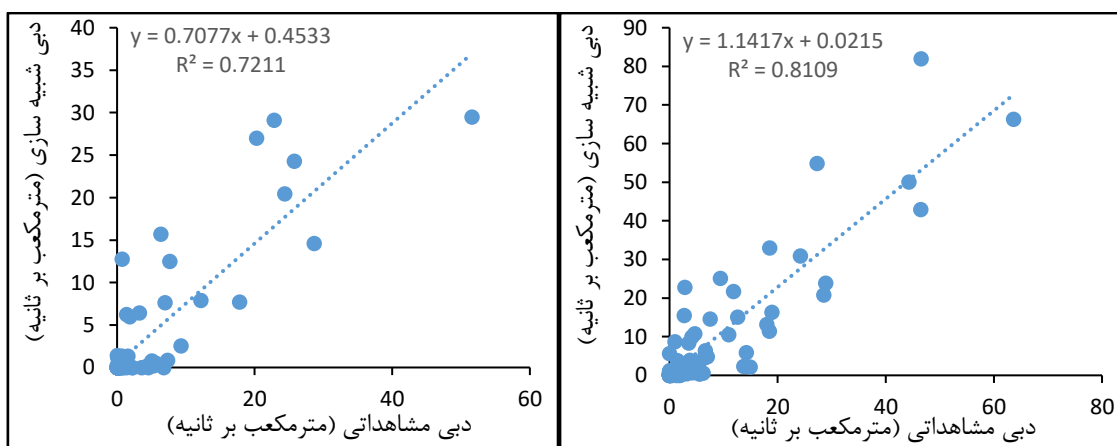 y = 0.7077x + 0.4533
R² = 0.7211
دبی شبیه سازی (مترمکعب بر ثانیه)
40
35
30
25
20
15
10
5
0
0 20 40 60
دبی مشاهداتی (مترمکعب بر ثانیه)
y = 1.1417x + 0.0215
R² = 0.8109
دبی شبیه سازی (مترمکعب بر ثانیه)
90
80
70
60
50
40
30
20
10
0
0 20 40 60 80
دبی مشاهداتی (مترمکعب بر ثانیه)